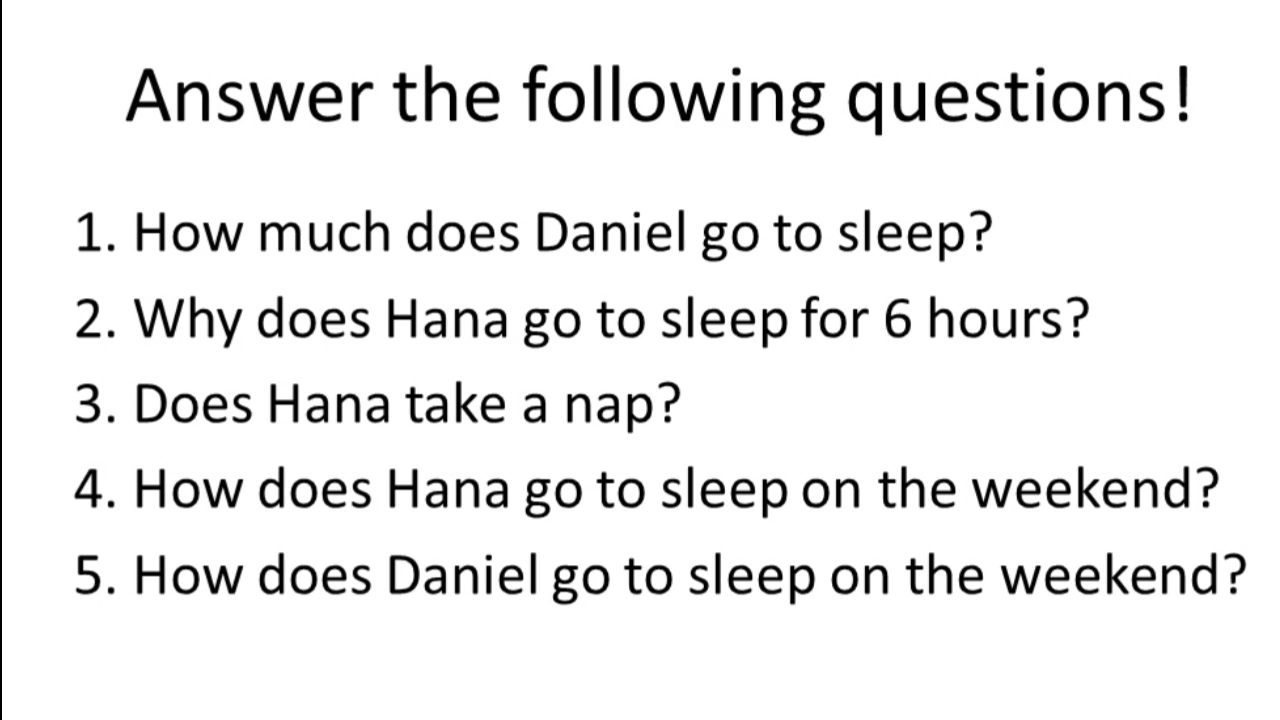 Answer the following questions!
1. How much does Daniel go to sleep?
2. Why does Hana go to sleep for 6 hours?
3. Does Hana take a nap?
4. How does Hana go to sleep on the weekend?
5. How does Daniel go to sleep on the weekend?